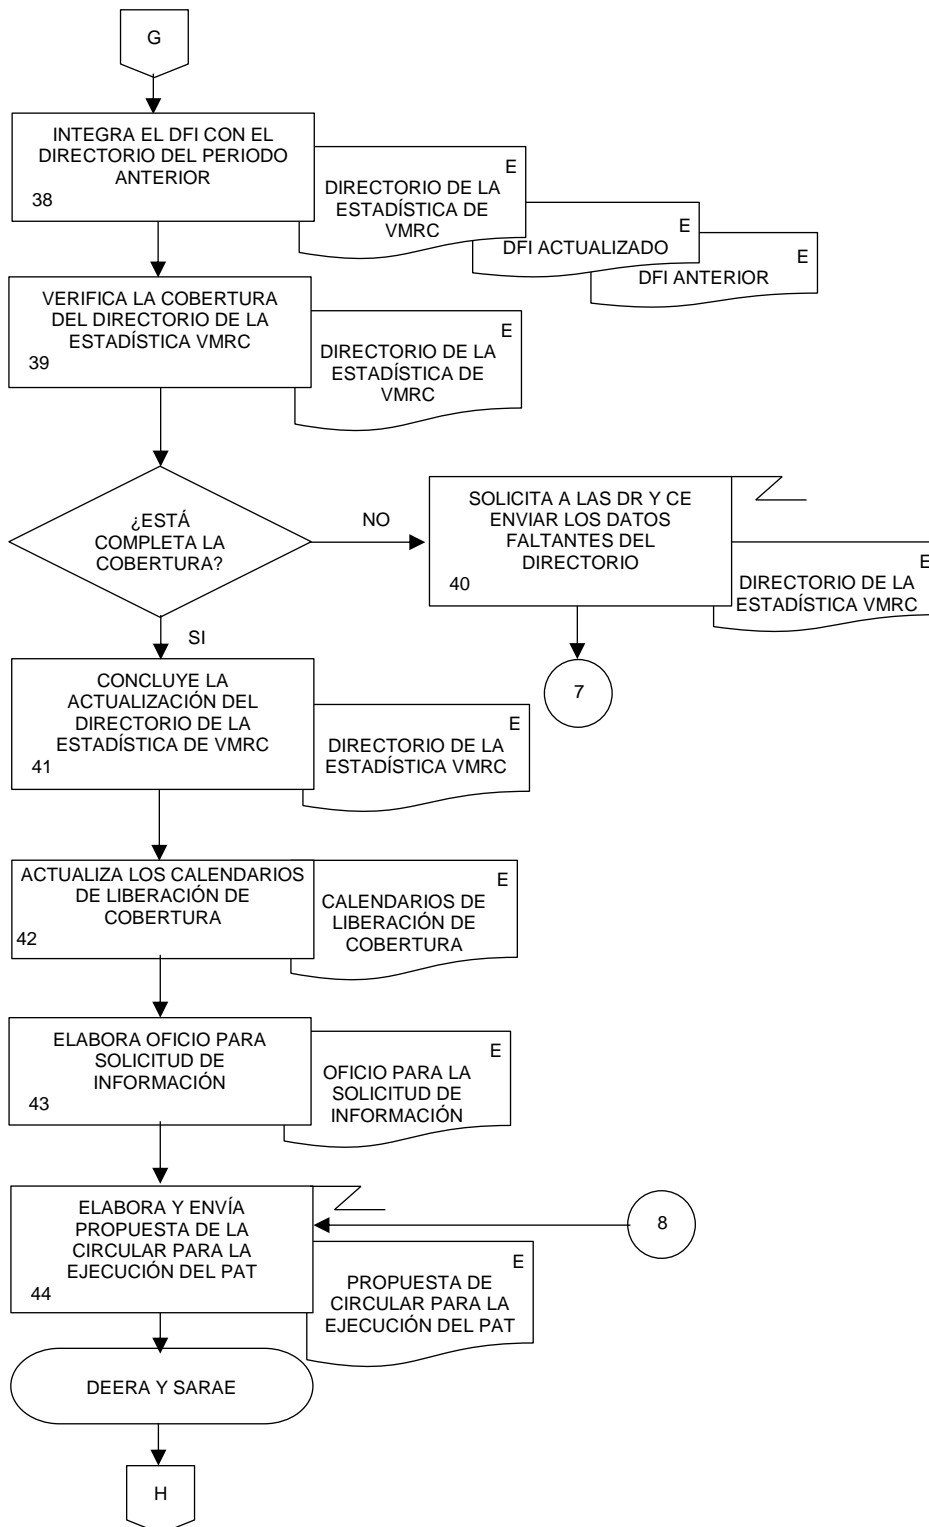 G
INTEGRA EL DFI CON EL
DIRECTORIO DEL PERIODO
ANTERIOR
38
E
DIRECTORIO DE LA
ESTADÍSTICA DE
VMRC
E
DFI ACTUALIZADO
E
DFI ANTERIOR
VERIFICA LA COBERTURA
DEL DIRECTORIO DE LA
ESTADÍSTICA VMRC
39
E
DIRECTORIO DE LA
ESTADÍSTICA DE
VMRC
¿ESTÁ
COMPLETA LA
COBERTURA?
NO
SOLICITA A LAS DR Y CE
ENVIAR LOS DATOS
FALTANTES DEL
DIRECTORIO
40
E
DIRECTORIO DE LA
ESTADÍSTICA VMRC
7
SI
CONCLUYE LA
ACTUALIZACIÓN DEL
DIRECTORIO DE LA
ESTADÍSTICA DE VMRC
41
E
DIRECTORIO DE LA
ESTADÍSTICA VMRC
ACTUALIZA LOS CALENDARIOS
DE LIBERACIÓN DE
COBERTURA
42
E
CALENDARIOS DE
LIBERACIÓN DE
COBERTURA
ELABORA OFICIO PARA
SOLICITUD DE
INFORMACIÓN
43
E
OFICIO PARA LA
SOLICITUD DE
INFORMACIÓN
ELABORA Y ENVÍA
PROPUESTA DE LA
CIRCULAR PARA LA
EJECUCIÓN DEL PAT
44
8
E
PROPUESTA DE
CIRCULAR PARA LA
EJECUCIÓN DEL PAT
DEERA Y SARAE
H